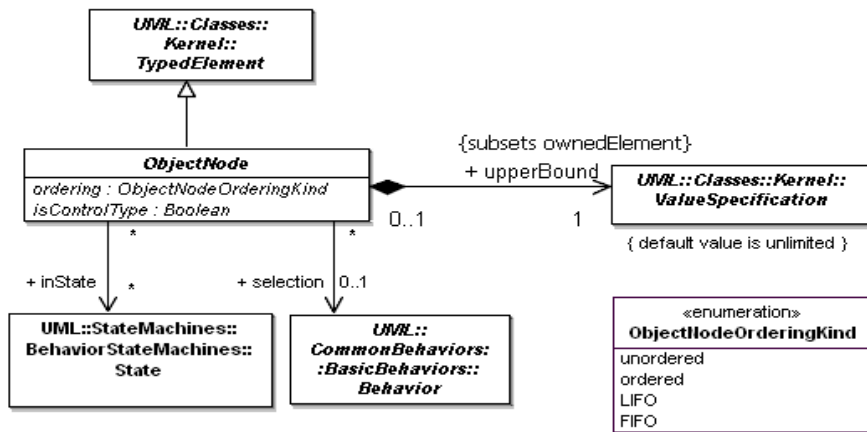 UML::Classes::
Kernel::
TypedElement
ObjectNode
ordering : ObjectNodeOrderingKind
isControlType : Boolean
{subsets ownedElement}
+ upperBound
0..1
1
UML::Classes::Kernel::
ValueSpecification
{ default value is unlimited }
*
*
+ inState
*
+ selection
0..1
UML::StateMachines::
BehaviorStateMachines::
State
UML::
CommonBehaviors:
:BasicBehaviors::
Behavior
«enumeration»
ObjectNodeOrderingKind
unordered
ordered
LIFO
FIFO